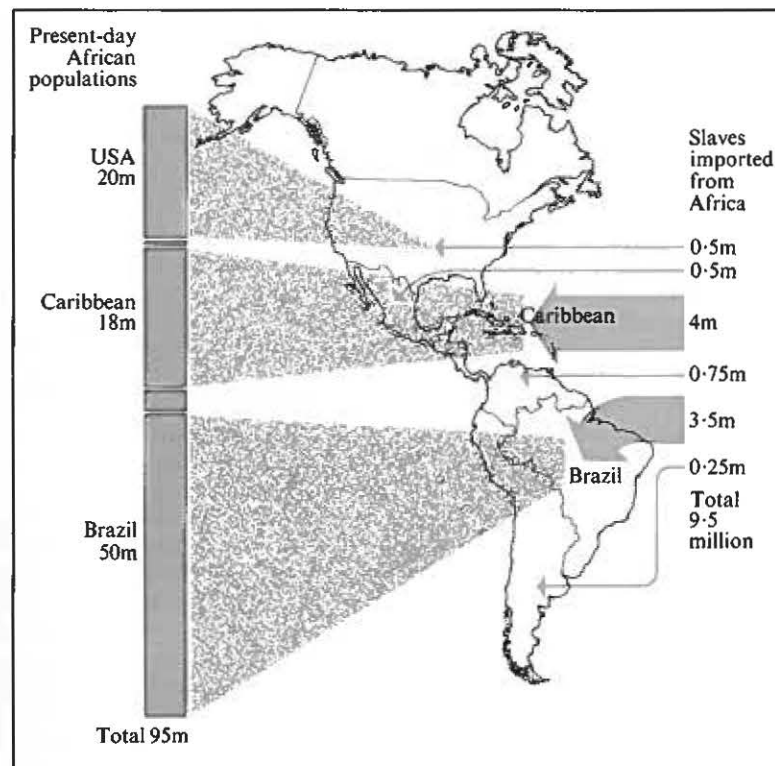 Present-day
African
populations
USA
20m
Caribbean
18m
Brazil
50m
Total 95m
Caribbean
Brazil
Slaves
imported
from
Africa
0·5m
0·5m
4m
0·75m
3·5m
0·25m
Total
9·5
million